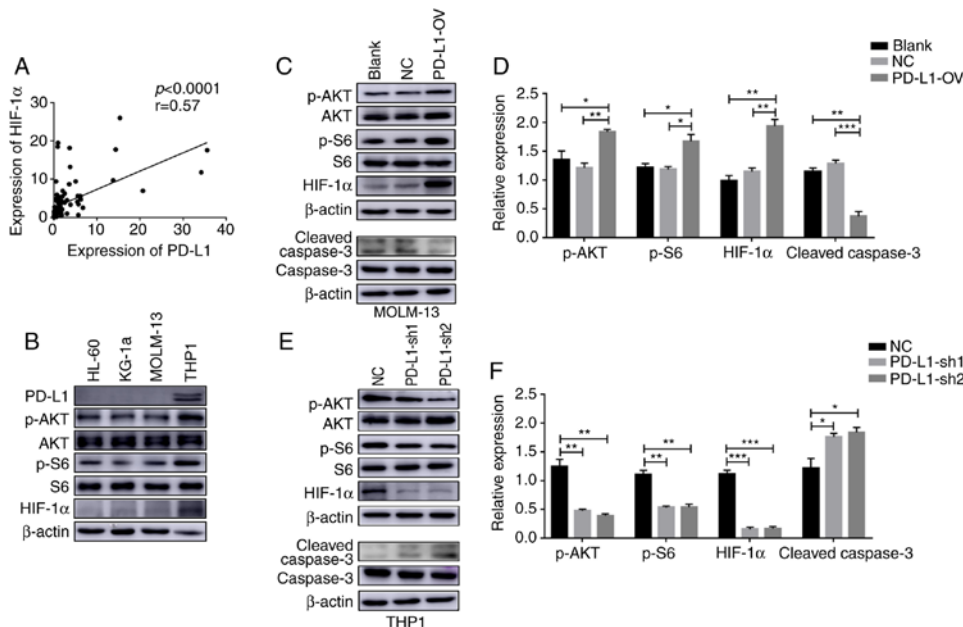 A
p<0.0001
r=0.57
Expression of HIF-1α
30
20
10
0
0 10 20 30 40
Expression of PD-L1
B
HL-60 KG-1a MOLM-13 THP1
PD-L1
p-AKT
AKT
p-S6
S6
HIF-1α
β-actin
C
Blank NC PD-L1-OV
p-AKT
AKT
p-S6
S6
HIF-1α
β-actin
Cleaved
caspase-3
Caspase-3
β-actin
MOLM-13
D
Blank
NC
PD-L1-OV
Relative expression
2.5
2.0
1.5
1.0
0.5
0.0
* ** * * ** ** ** ***
p-AKT p-S6 HIF-1α Cleaved caspase-3
E
NC PD-L1-sh1 PD-L1-sh2
p-AKT
AKT
p-S6
S6
HIF-1α
β-actin
Cleaved
caspase-3
Caspase-3
β-actin
THP1
F
NC
PD-L1-sh1
PD-L1-sh2
Relative expression
2.5
2.0
1.5
1.0
0.5
0.0
** ** ** ** *** *** * *
p-AKT p-S6 HIF-1α Cleaved caspase-3